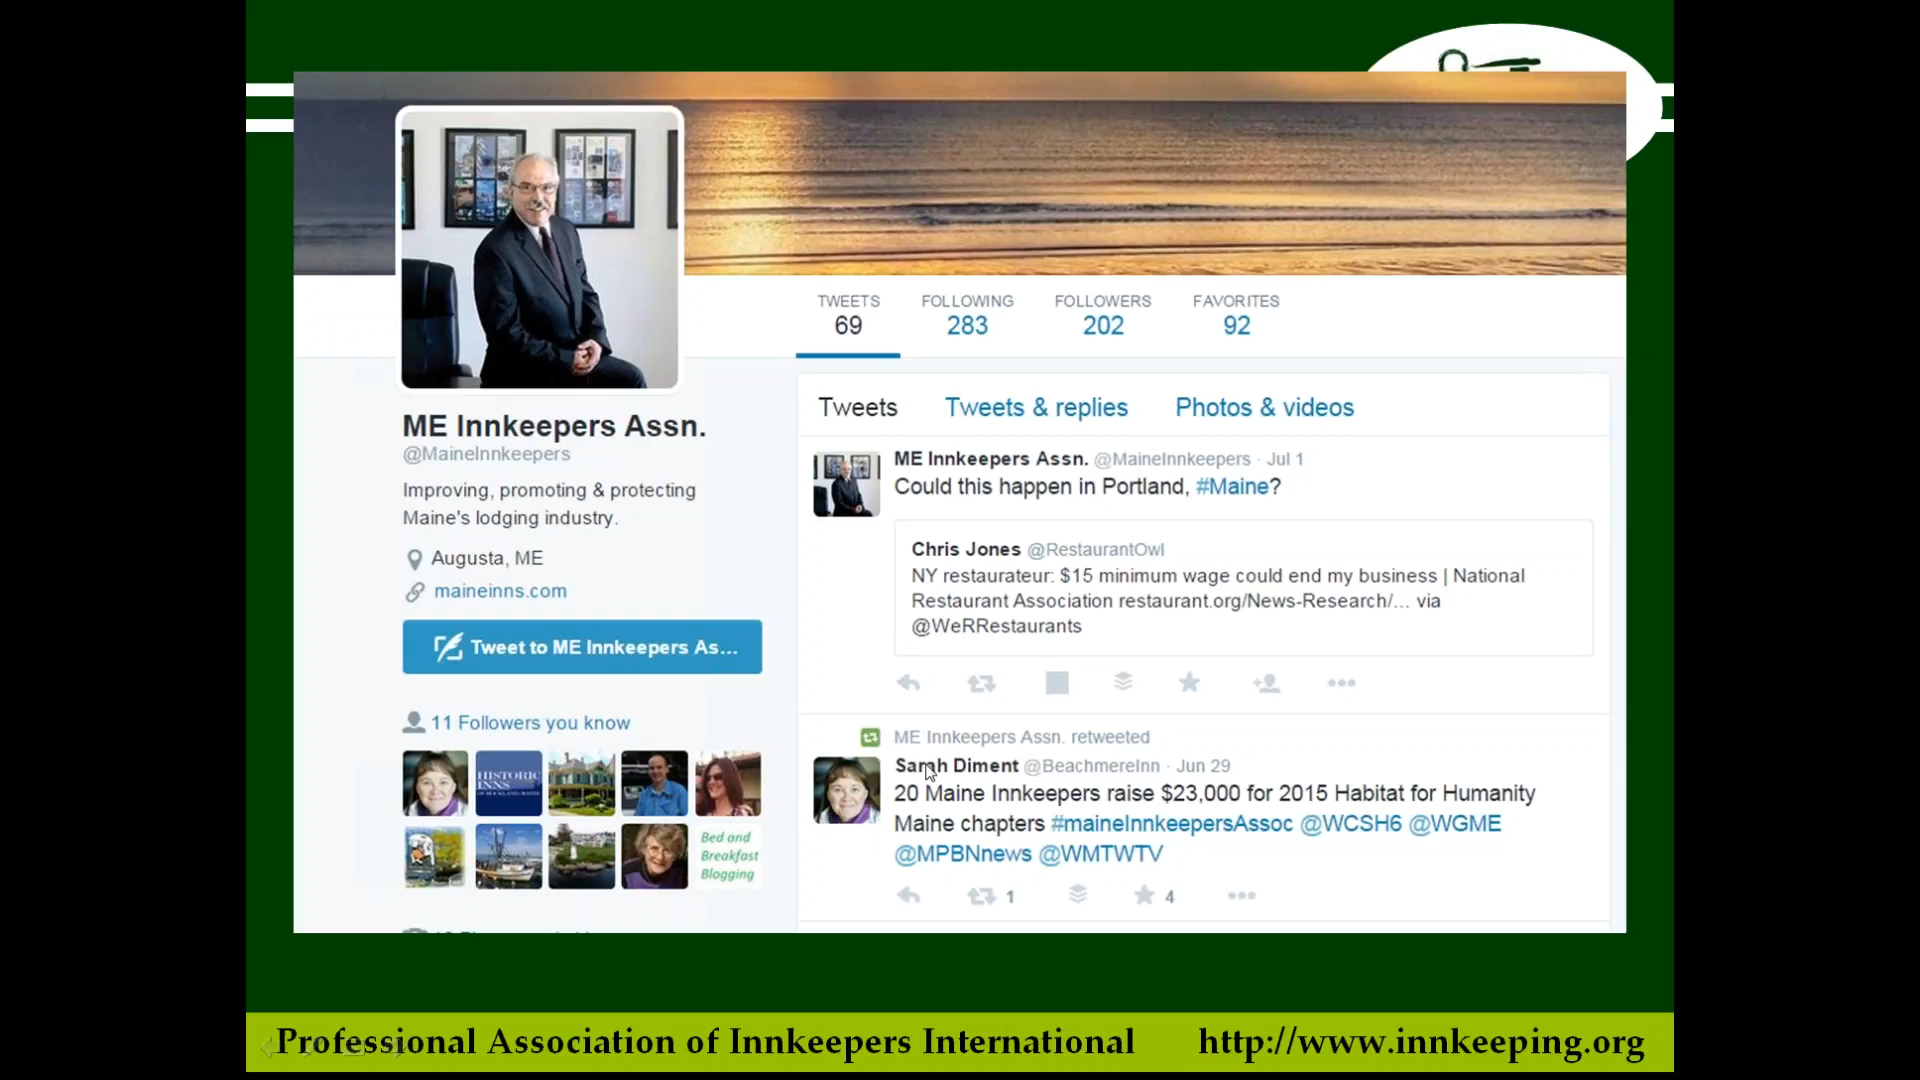 TWEETS FOLLOWING FOLLOWERS FAVORITES
69 283 202 92
ME Innkeepers Assn.
@MaineInnkeepers
Improving, promoting & protecting
Maine's lodging industry.
Augusta, ME
maineinns.com
Tweet to ME Innkeepers As...
11 Followers you know
HISTORIC
INNS
Bed and
Breakfast
Blogging
Tweets Tweets & replies Photos & videos
ME Innkeepers Assn. @MaineInnkeepers · Jul 1
Could this happen in Portland, #Maine?
Chris Jones @RestaurantOwl
NY restaurateur: $15 minimum wage could end my business | National
Restaurant Association restaurant.org/News-Research/... via
@WeRRestaurants
ME Innkeepers Assn. retweeted
Sarah Diment @BeachmereInn · Jun 29
20 Maine Innkeepers raise $23,000 for 2015 Habitat for Humanity
Maine chapters #maineInnkeepersAssoc @WCSH6 @WGME
@MPBNnews @WMTWTV
1 4
Professional Association of Innkeepers International http://www.innkeeping.org